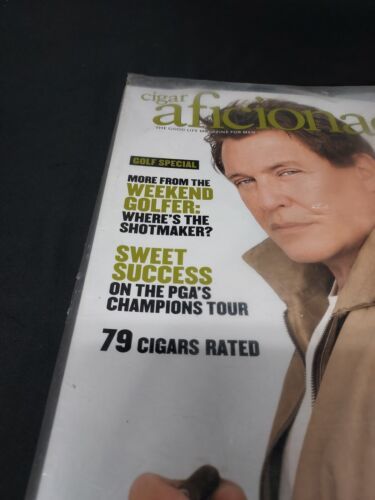 cigar
aficionad
THE GOOD LIFE MAGAZINE FOR MEN
GOLF SPECIAL
MORE FROM THE
WEEKEND
GOLFER:
WHERE'S THE
SHOTMAKER?
SWEET
SUCCESS
ON THE PGA'S
CHAMPIONS TOUR
79 CIGARS RATED